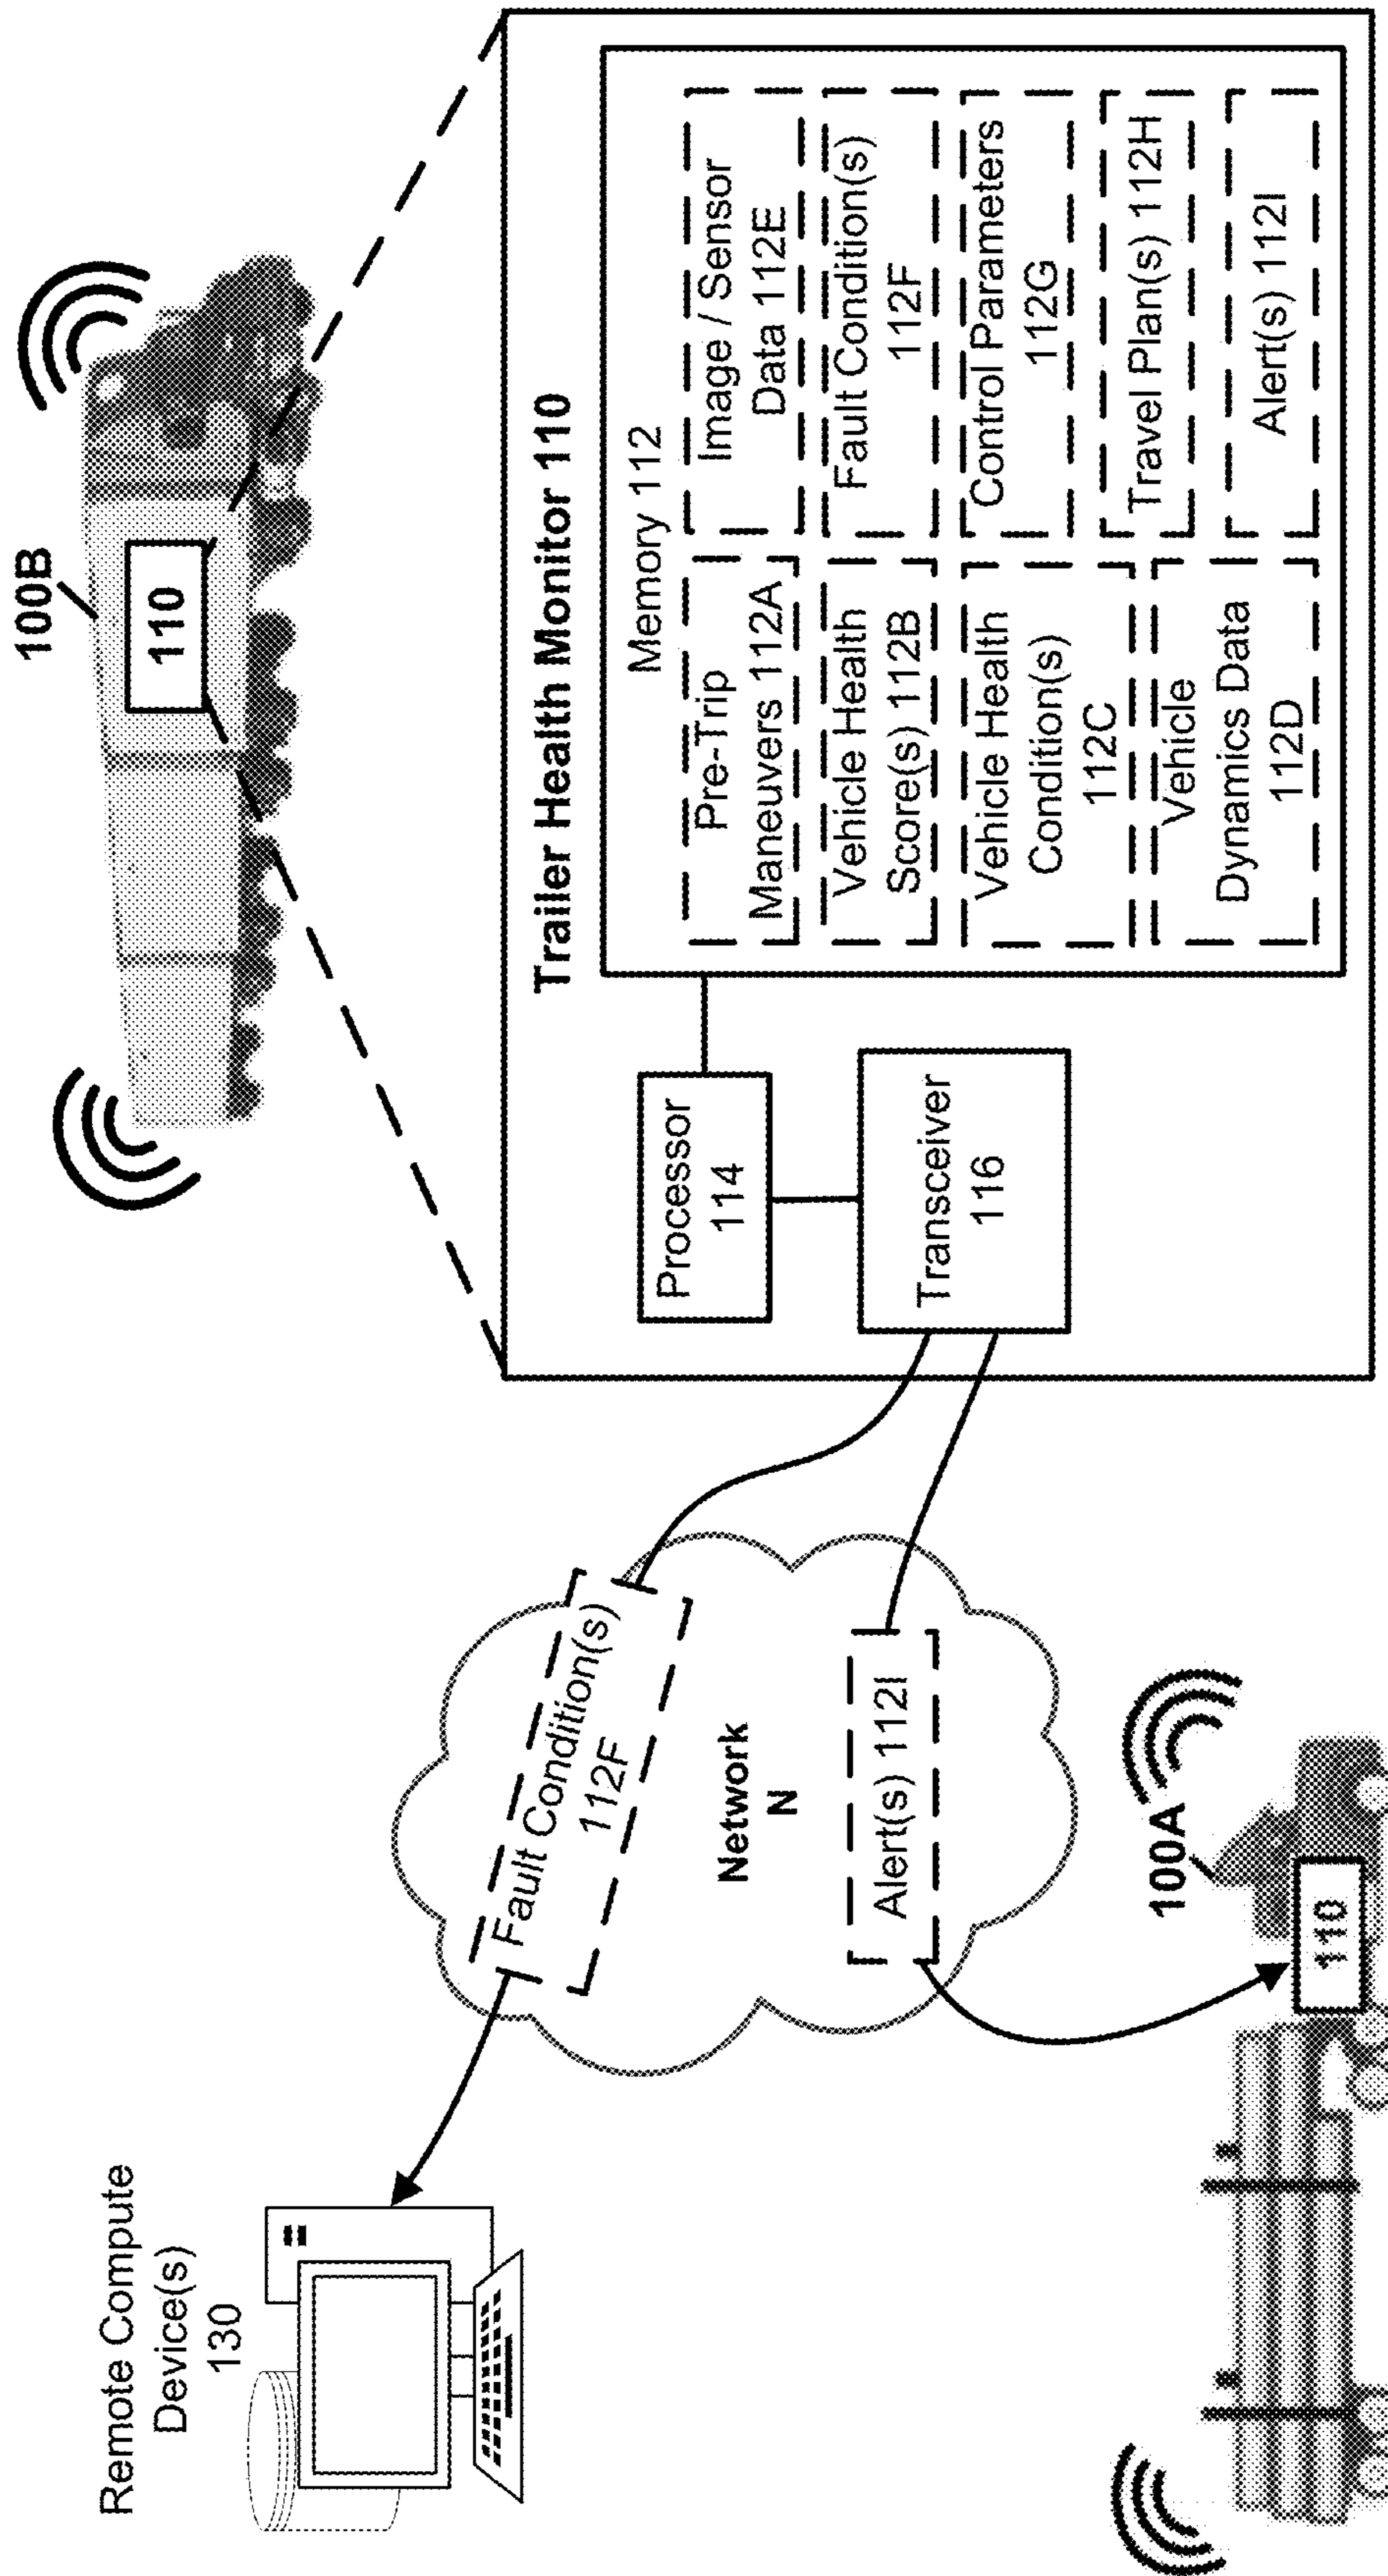 100B
110
Trailer Health Monitor 110
Memory 112
Pre-Trip
Maneuvers 112A
Image / Sensor
Data 112E
Vehicle Health
Score(s) 112B
Fault Condition(s)
112F
Vehicle Health
Condition(s)
112C
Control Parameters
112G
Vehicle
Dynamics Data
112D
Travel Plan(s) 112H
Alert(s) 112I
Processor
114
Transceiver
116
Fault Condition(s)
112F
Network
N
Alert(s) 112I
Remote Compute
Device(s)
130
100A
110